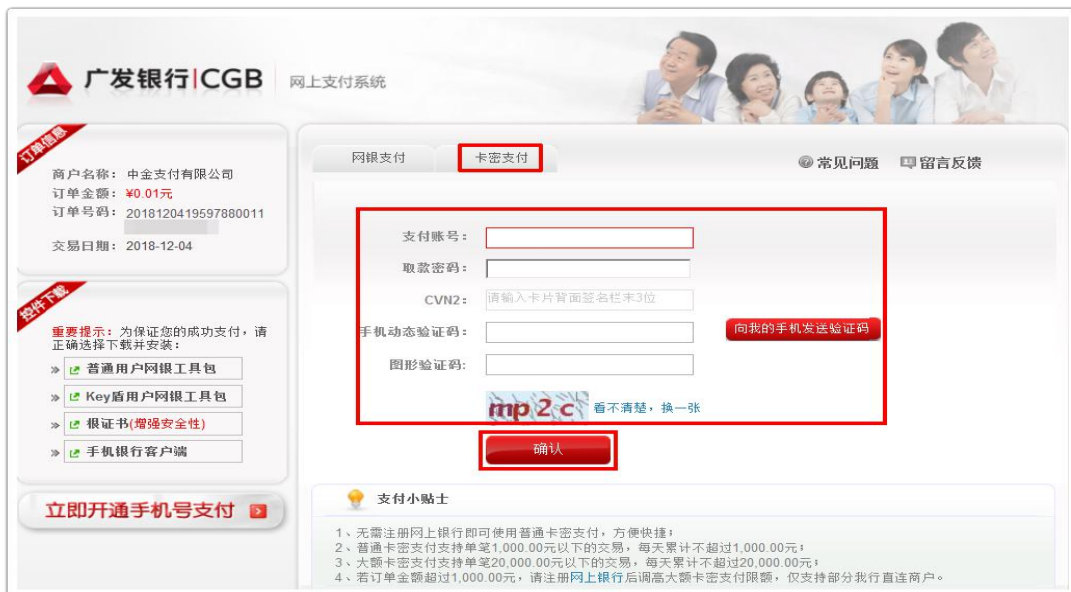 广发银行|CGB 网上支付系统
订单信息
商户名称: 中金支付有限公司
订单金额: ¥0.01元
订单号码: 2018120419597880011
交易日期: 2018-12-04
控件下载
重要提示: 为保证您的成功支付, 请
正确选择下载并安装:
普通用户网银工具包
Key盾用户网银工具包
根证书(增强安全性)
手机银行客户端
立即开通手机号支付
网银支付 卡密支付 常见问题 留言反馈
支付账号:
取款密码:
CVN2: 请输入卡片背面签名栏末3位
手机动态验证码: 向我的手机发送验证码
图形验证码:
mp2c 看不清楚, 换一张
确认
支付小贴士
1、无需注册网上银行即可使用普通卡密支付, 方便快捷;
2、普通卡密支付支持单笔1,000.00元以下的交易, 每天累计不超过1,000.00元;
3、大额卡密支付支持单笔20,000.00元以下的交易, 每天累计不超过20,000.00元;
4、若订单金额超过1,000.00元, 请注册网上银行后调高大额卡密支付限额, 仅支持部分我行直连商户。